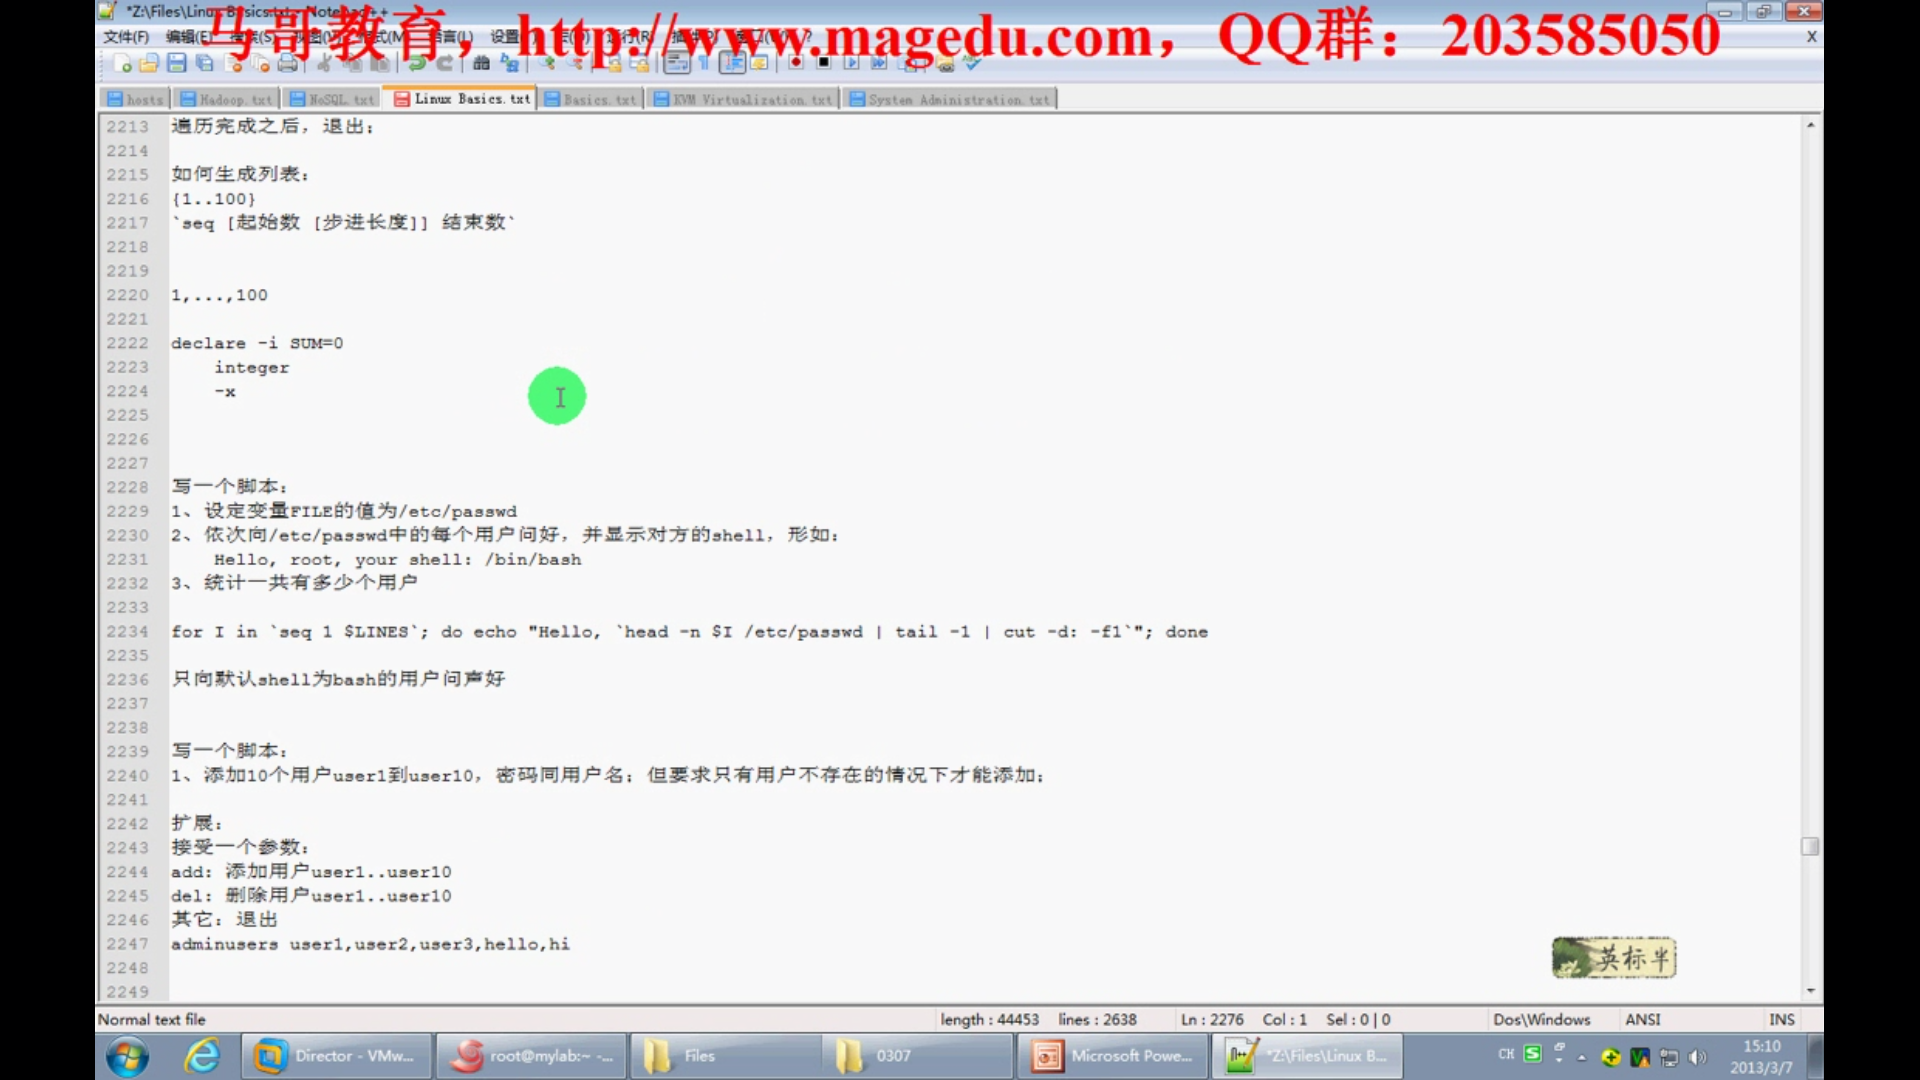 *Z:\Files\Linux Basics.txt - Notepad++
马哥教育，http://www.magedu.com，QQ群：203585050
文件(F) 编辑(E) 搜索(S) 视图(V) 格式(M) 语言(L) 设置 运行(R)
hosts Hadoop.txt NoSQL.txt Linux Basics.txt Basics.txt KVM Virtualization.txt System Administration.txt
2213 遍历完成之后，退出；
2214
2215 如何生成列表：
2216 {1..100}
2217 `seq [起始数 [步进长度]] 结束数`
2218
2219
2220 1,...,100
2221
2222 declare -i SUM=0
2223 integer
2224 -x
2225
2226
2227
2228 写一个脚本：
2229 1、设定变量FILE的值为/etc/passwd
2230 2、依次向/etc/passwd中的每个用户问好，并显示对方的shell，形如：
2231 Hello, root, your shell: /bin/bash
2232 3、统计一共有多少个用户
2233
2234 for I in `seq 1 $LINES`; do echo "Hello, `head -n $I /etc/passwd | tail -1 | cut -d: -f1`"; done
2235
2236 只向默认shell为bash的用户问声好
2237
2238
2239 写一个脚本：
2240 1、添加10个用户user1到user10，密码同用户名；但要求只有用户不存在的情况下才能添加；
2241
2242 扩展：
2243 接受一个参数：
2244 add: 添加用户user1..user10
2245 del: 删除用户user1..user10
2246 其它：退出
2247 adminusers user1,user2,user3,hello,hi
2248
2249
英标半
Normal text file length : 44453 lines : 2638 Ln : 2276 Col : 1 Sel : 0 | 0 Dos\Windows ANSI INS
Director - VMw... root@mylab:~ -... Files 0307 Microsoft Powe... *Z:\Files\Linux B... CH 15:10
2013/3/7